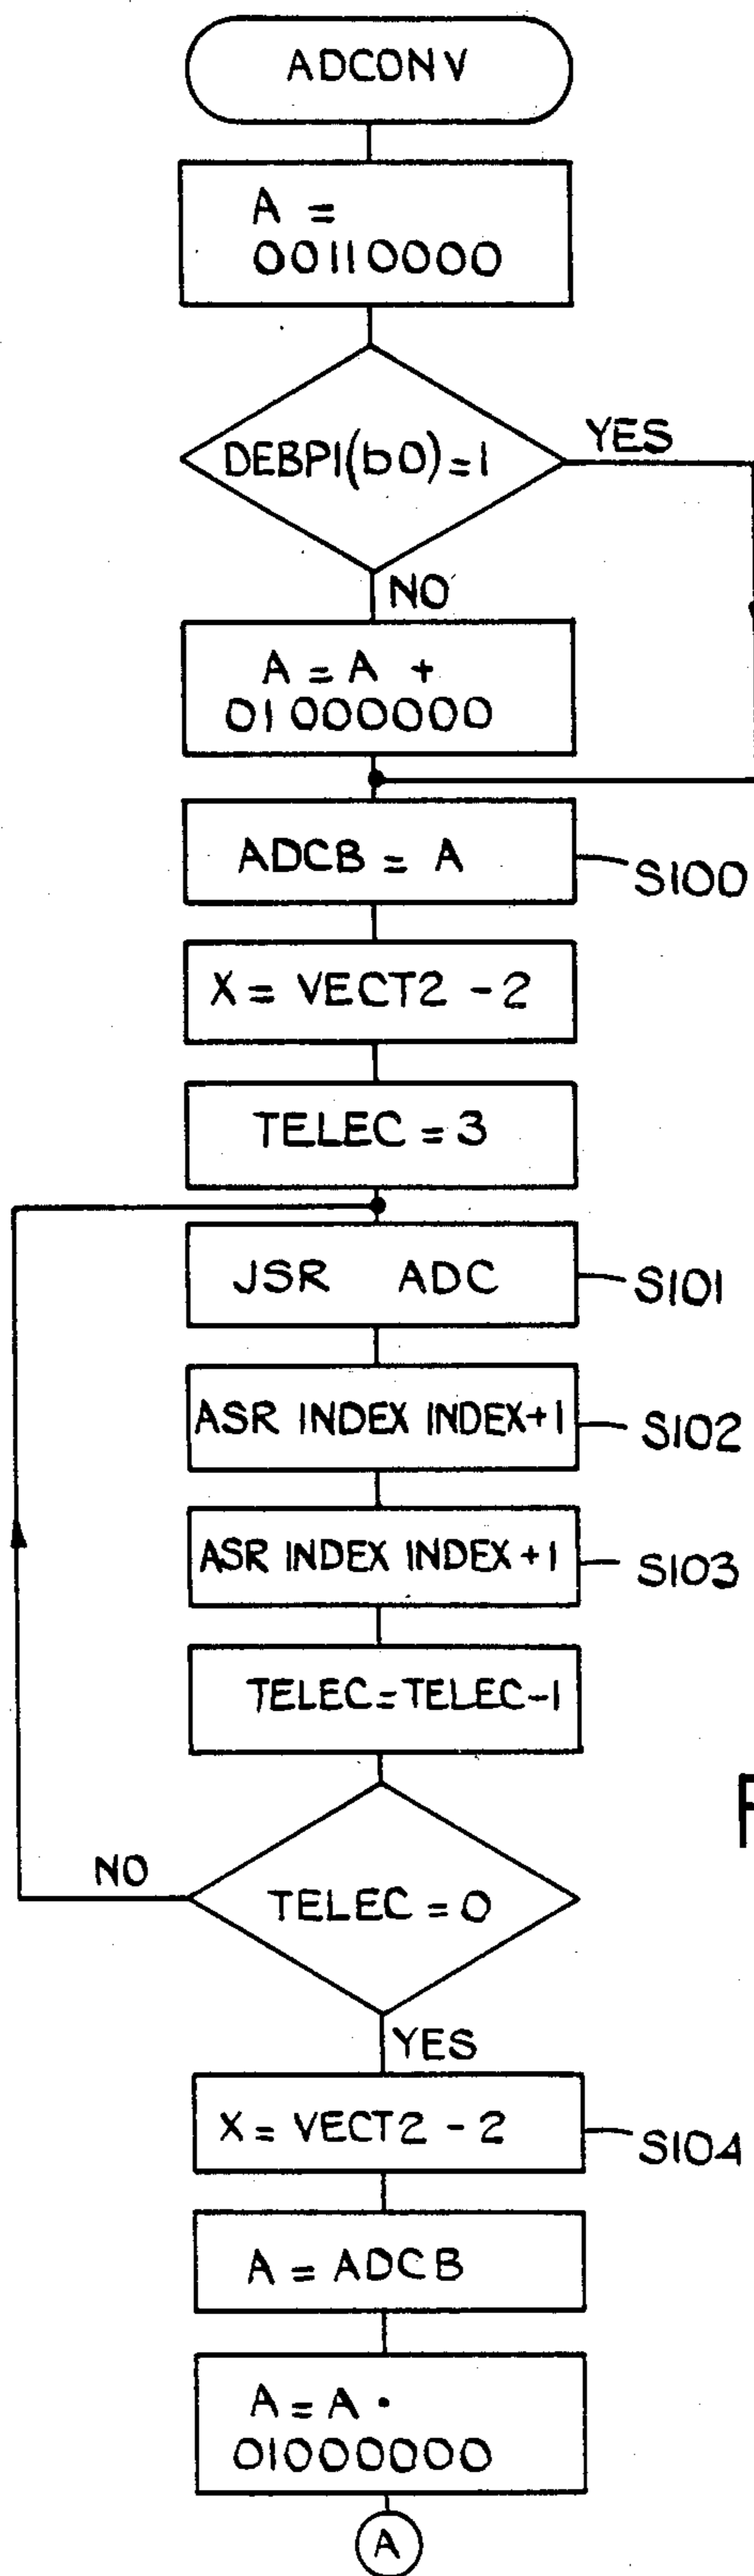 ADCONV
A =
00110000
DEBP1(b0)=1
YES
NO
A = A +
01000000
ADCB = A
S100
X = VECT2 - 2
TELEC = 3
JSR ADC
S101
ASR INDEX INDEX+1
S102
ASR INDEX INDEX+1
S103
TELEC=TELEC-1
NO
TELEC = 0
YES
X = VECT2 - 2
S104
A = ADCB
A = A •
01000000
A